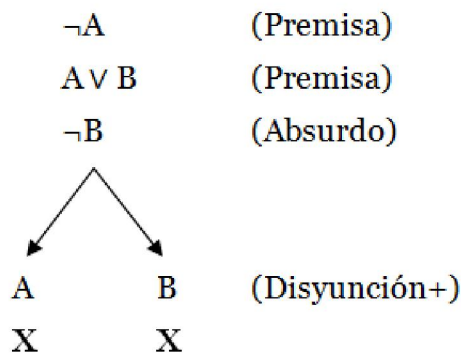 ¬A (Premisa)
A ∨ B (Premisa)
¬B (Absurdo)
A B (Disyunción+)
X X